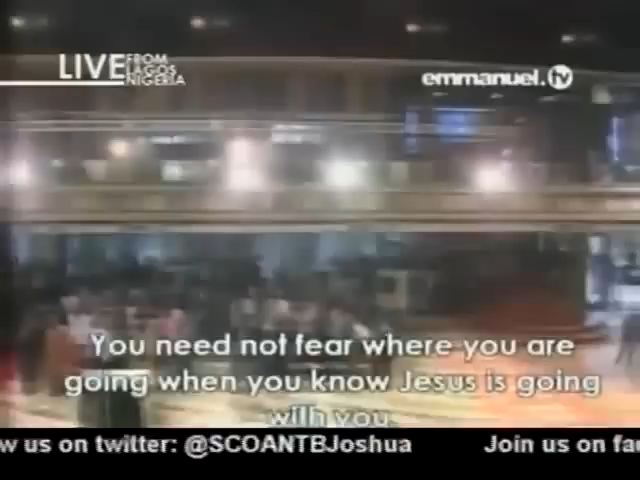 LIVE FROM LAGOS NIGERIA
emmanuel.tv
You need not fear where you are
going when you know Jesus is going
with you.
w us on twitter: @SCOANTBJoshua Join us on fa